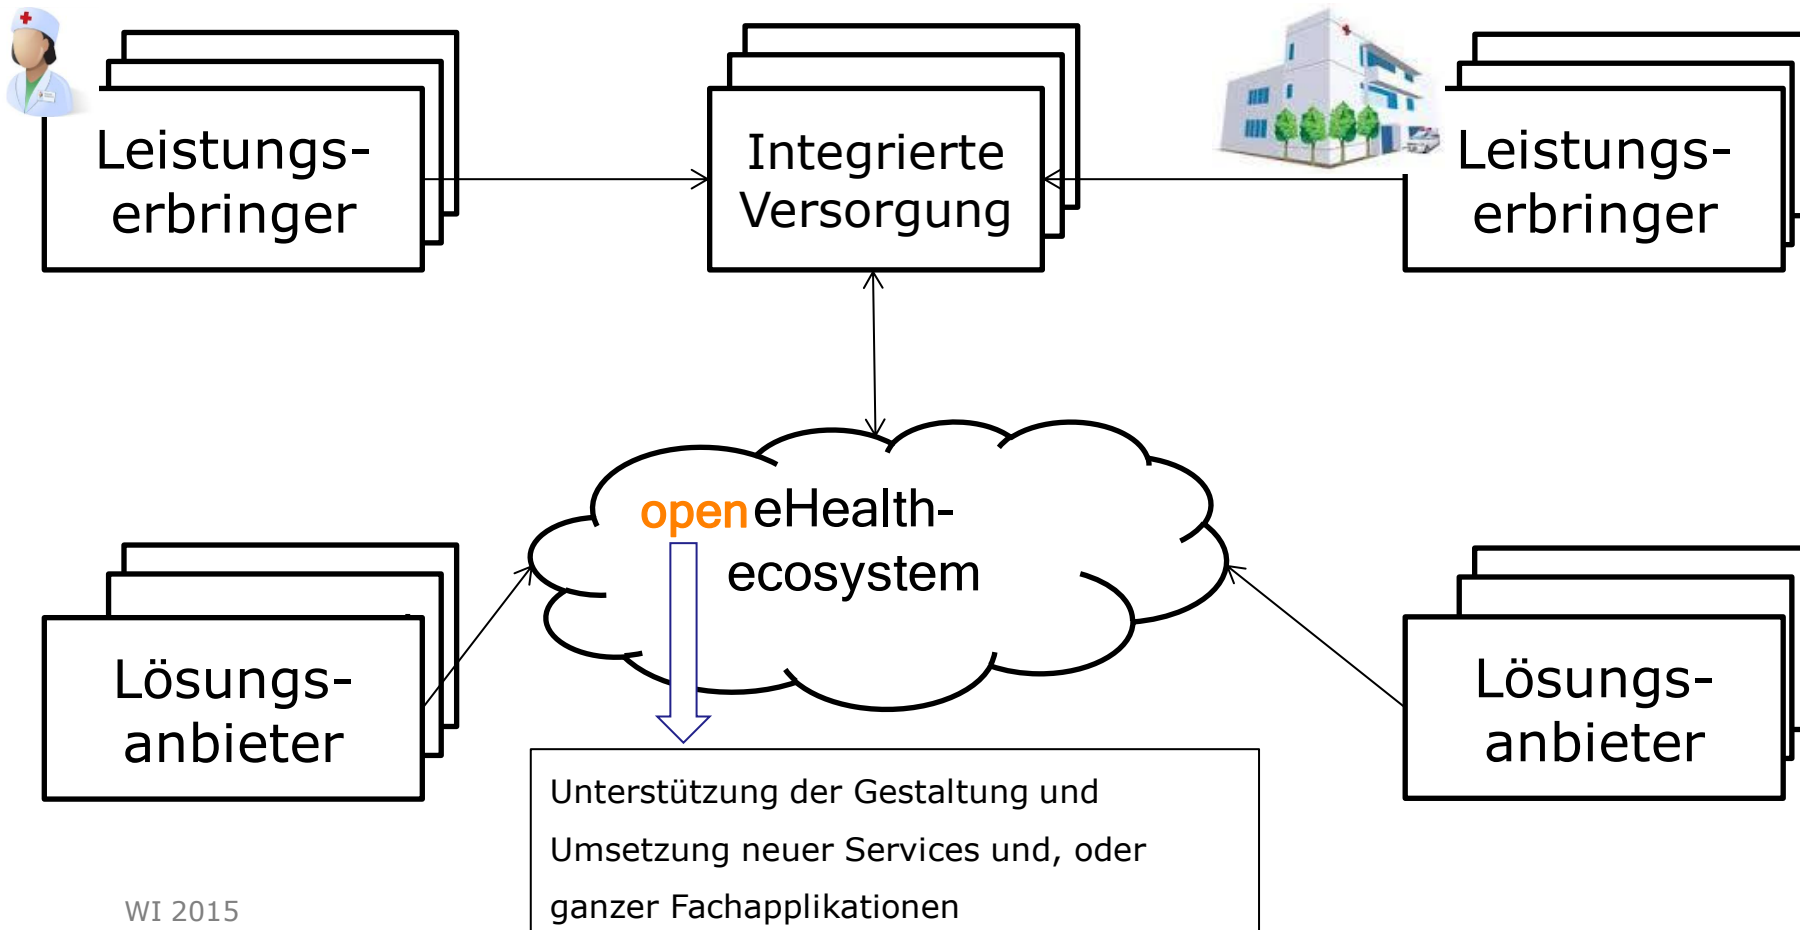 Leistungs-
erbringer
Integrierte
Versorgung
Leistungs-
erbringer
open eHealth-
ecosystem
Lösungs-
anbieter
Lösungs-
anbieter
Unterstützung der Gestaltung und
Umsetzung neuer Services und, oder
ganzer Fachapplikationen
WI 2015